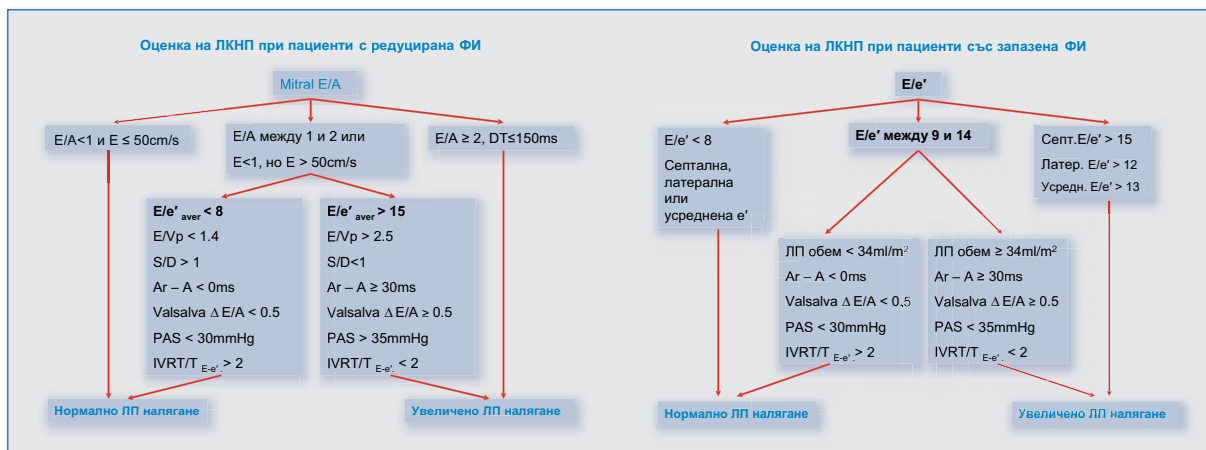 Оценка на ЛКНП при пациенти с редуцирана ФИ
Mitral E/A
E/A<1 и E ≤ 50cm/s
E/A между 1 и 2 или
E<1, но E > 50cm/s
E/A ≥ 2, DT≤150ms
E/e′ aver < 8
E/Vp < 1.4
S/D > 1
Ar – A < 0ms
Valsalva Δ E/A < 0.5
PAS < 30mmHg
IVRT/T E-e′ . > 2
E/e′ aver > 15
E/Vp > 2.5
S/D<1
Ar – A ≥ 30ms
Valsalva Δ E/A ≥ 0.5
PAS > 35mmHg
IVRT/T E-e′. < 2
Нормално ЛП налягане
Увеличено ЛП налягане
Оценка на ЛКНП при пациенти със запазена ФИ
E/e′
E/e′ < 8
Септална,
латерална
или
усреднена e′
E/e′ между 9 и 14
Септ.E/e′ > 15
Латер. E/e′ > 12
Усредн. E/e′ > 13
ЛП обем < 34ml/m²
Ar – A < 0ms
Valsalva Δ E/A < 0,5
PAS < 30mmHg
IVRT/T E-e′ . > 2
ЛП обем ≥ 34ml/m²
Ar – A ≥ 30ms
Valsalva Δ E/A ≥ 0.5
PAS < 35mmHg
IVRT/T E-e′. < 2
Нормално ЛП налягане
Увеличено ЛП налягане